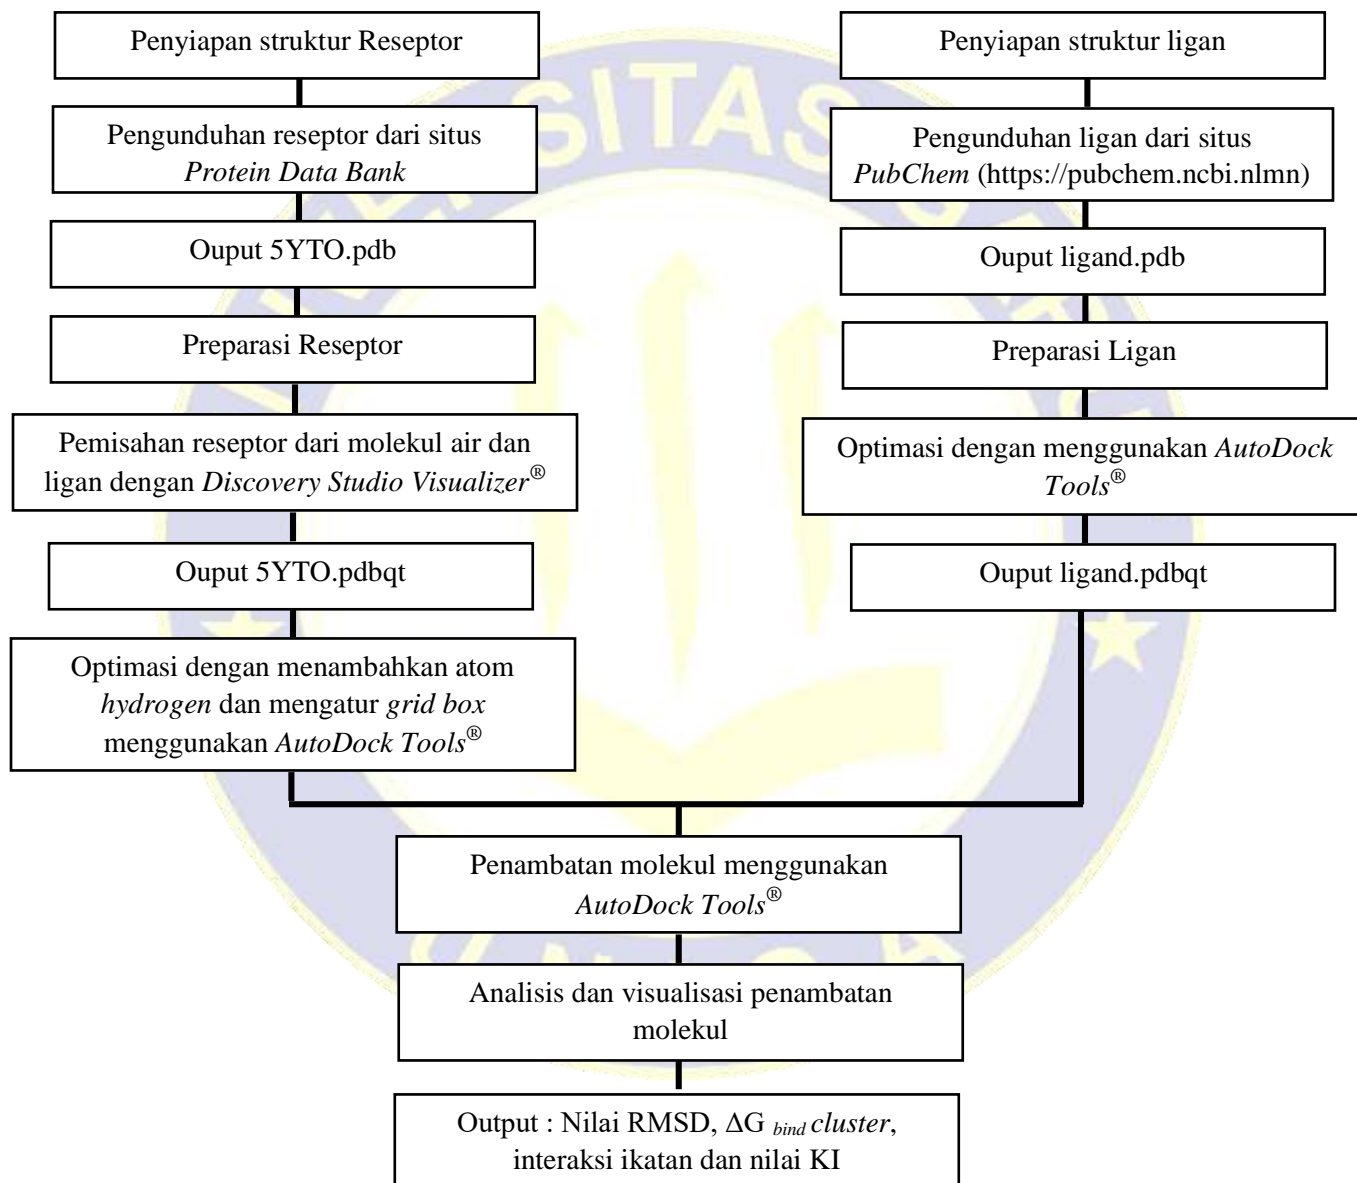 Penyiapan struktur Reseptor
Pengunduhan reseptor dari situs
Protein Data Bank
Ouput 5YTO.pdb
Preparasi Reseptor
Pemisahan reseptor dari molekul air dan
ligan dengan Discovery Studio Visualizer®
Ouput 5YTO.pdbqt
Optimasi dengan menambahkan atom
hydrogen dan mengatur grid box
menggunakan AutoDock Tools®
Penyiapan struktur ligan
Pengunduhan ligan dari situs
PubChem (https://pubchem.ncbi.nlmn)
Ouput ligand.pdb
Preparasi Ligan
Optimasi dengan menggunakan AutoDock
Tools®
Ouput ligand.pdbqt
Penambatan molekul menggunakan
AutoDock Tools®
Analisis dan visualisasi penambatan
molekul
Output : Nilai RMSD, ΔG bind cluster,
interaksi ikatan dan nilai KI